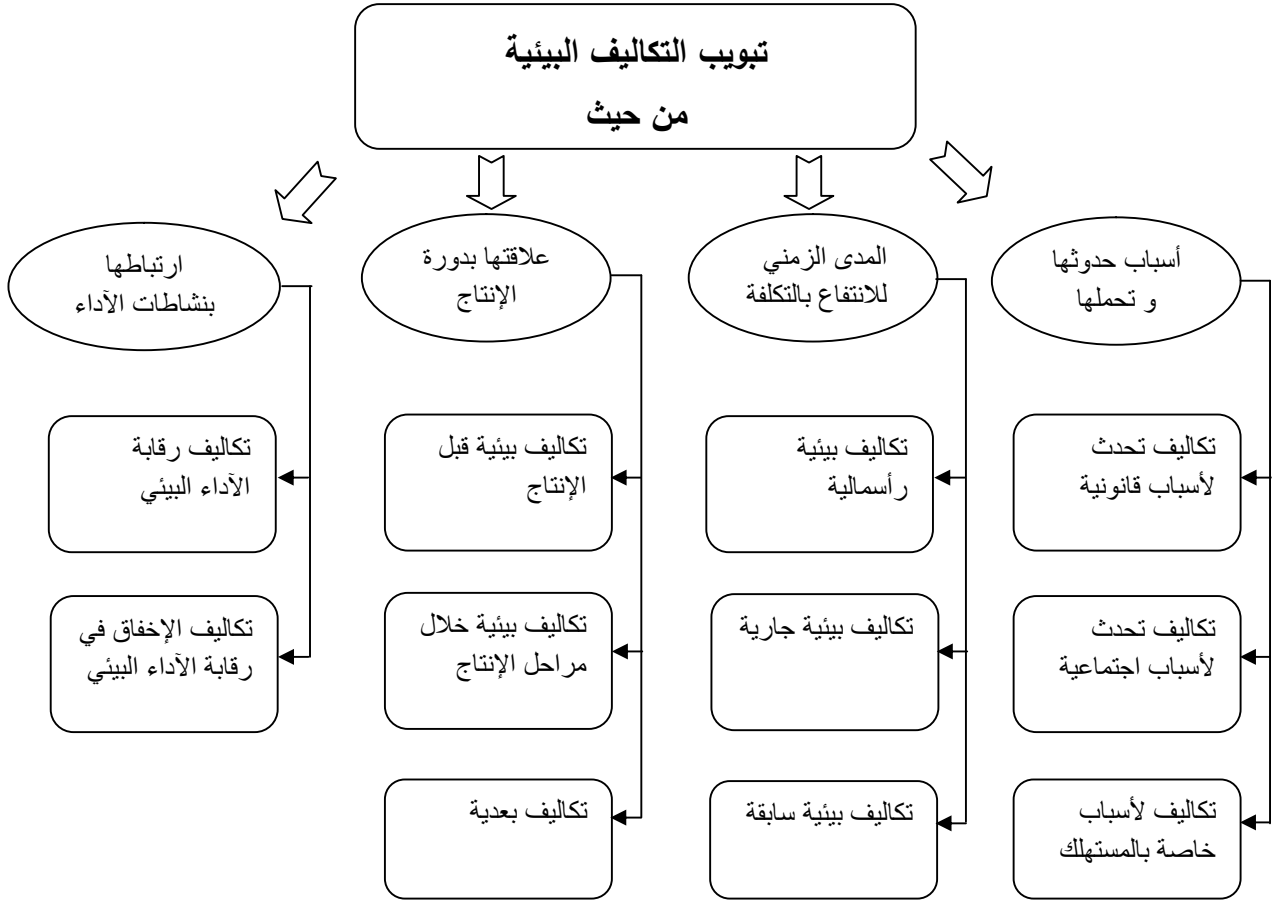 تبويب التكاليف البيئية
من حيث
أسباب حدوثها
و تحملها
المدى الزمني
للانتفاع بالتكلفة
علاقتها بدورة
الإنتاج
ارتباطها
بنشاطات الآداء
تكاليف تحدث
لأسباب قانونية
تكاليف بيئية
رأسمالية
تكاليف بيئية قبل
الإنتاج
تكاليف رقابة
الآداء البيئي
تكاليف تحدث
لأسباب اجتماعية
تكاليف بيئية جارية
تكاليف بيئية خلال
مراحل الإنتاج
تكاليف الإخفاق في
رقابة الآداء البيئي
تكاليف لأسباب
خاصة بالمستهلك
تكاليف بيئية سابقة
تكاليف بعدية